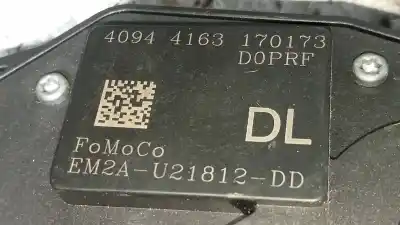 4094 4163 170173
D0PRF
DL
FoMoCo
EM2A-U21812-DD